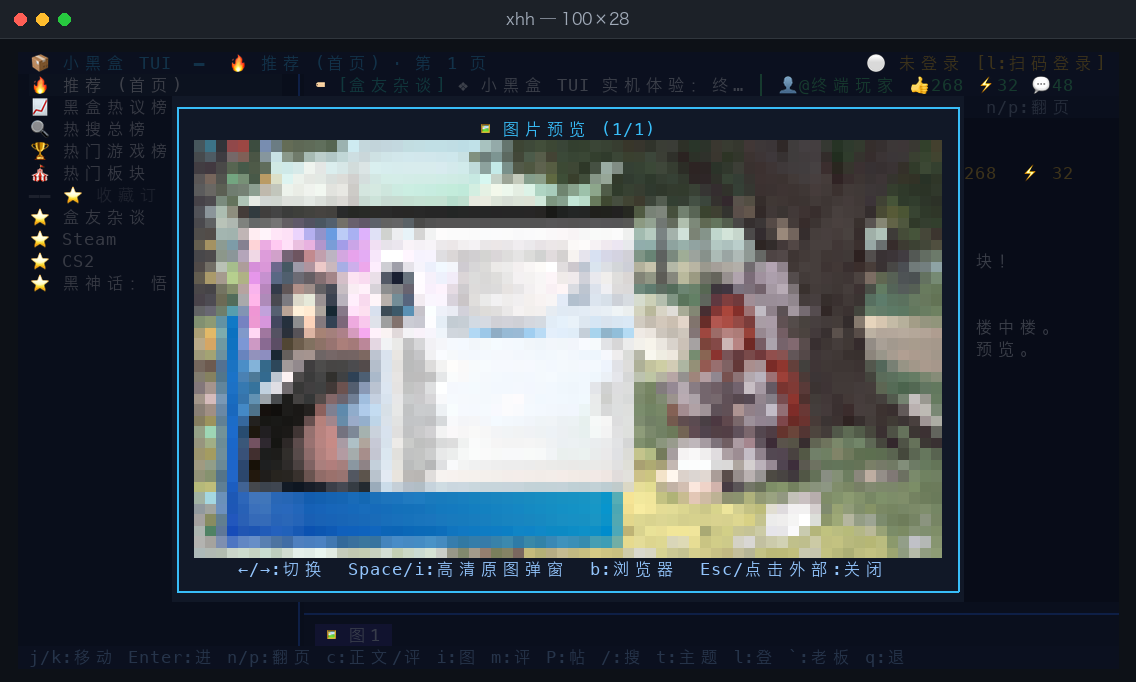 xhh — 100×28
📦 小黑盒 TUI — 🔥 推荐 (首页) · 第 1 页 ⚪ 未登录 [l:扫码登录]
🔥 推荐 (首页)
[盒友杂谈] ❖ 小黑盒 TUI 实机体验: 终… 👤@终端玩家 👍268 ⚡32 💬48
📈 黑盒热议榜
n/p:翻页
🔍 热搜总榜
🏆 热门游戏榜
🎪 热门板块
268 ⚡ 32
⭐ 收藏订
⭐ 盒友杂谈
⭐ Steam
⭐ CS2
⭐ 黑神话: 悟
块!
楼中楼。
预览。
图片预览 (1/1)
←/→:切换 Space/i:高清原图弹窗 b:浏览器 Esc/点击外部:关闭
图1
j/k:移动 Enter:进 n/p:翻页 c:正文/评 i:图 m:评 P:帖 /:搜 t:主题 l:登 `:老板 q:退